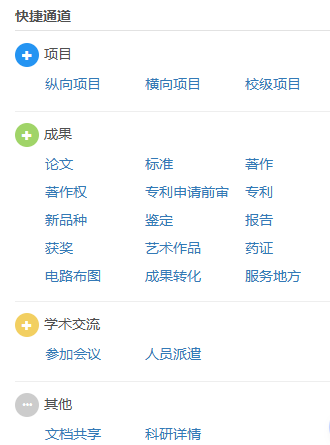 快捷通道
项目
纵向项目 横向项目 校级项目
成果
论文 标准 著作
著作权 专利申请前审 专利
新品种 鉴定 报告
获奖 艺术作品 药证
电路布图 成果转化 服务地方
学术交流
参加会议 人员派遣
其他
文档共享 科研详情